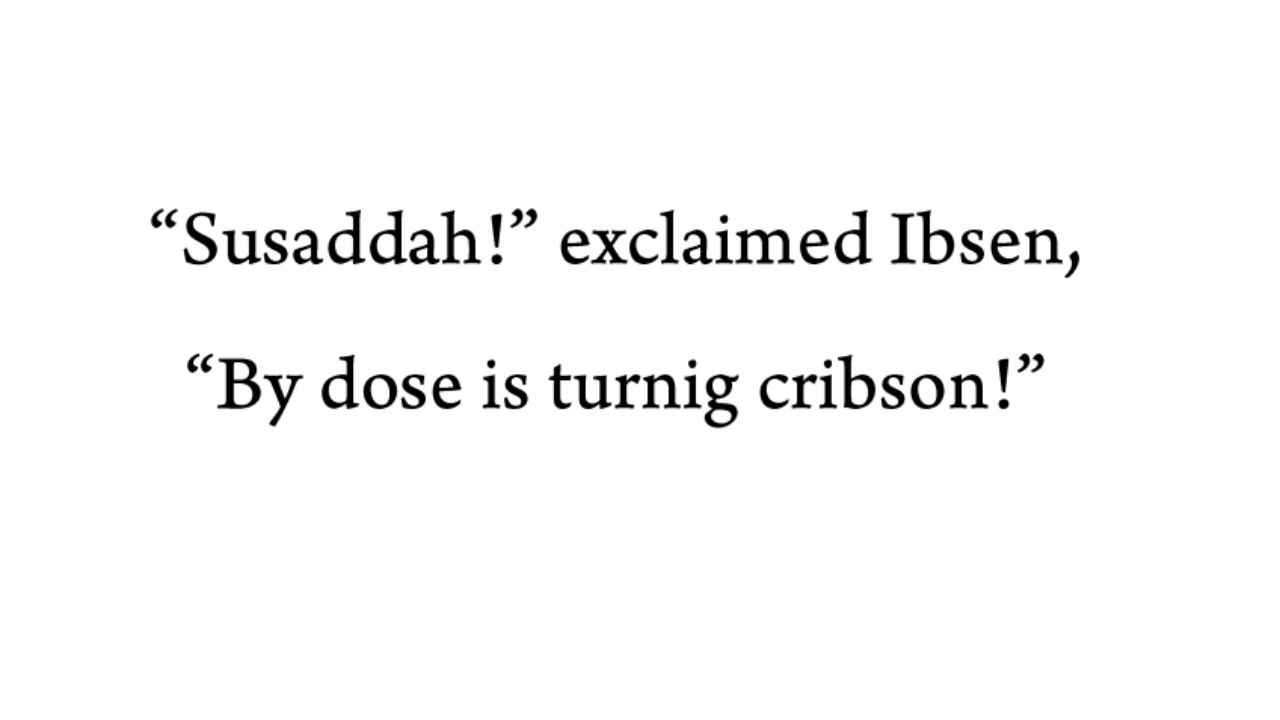 “Susaddah!” exclaimed Ibsen,
“By dose is turnig cribson!”